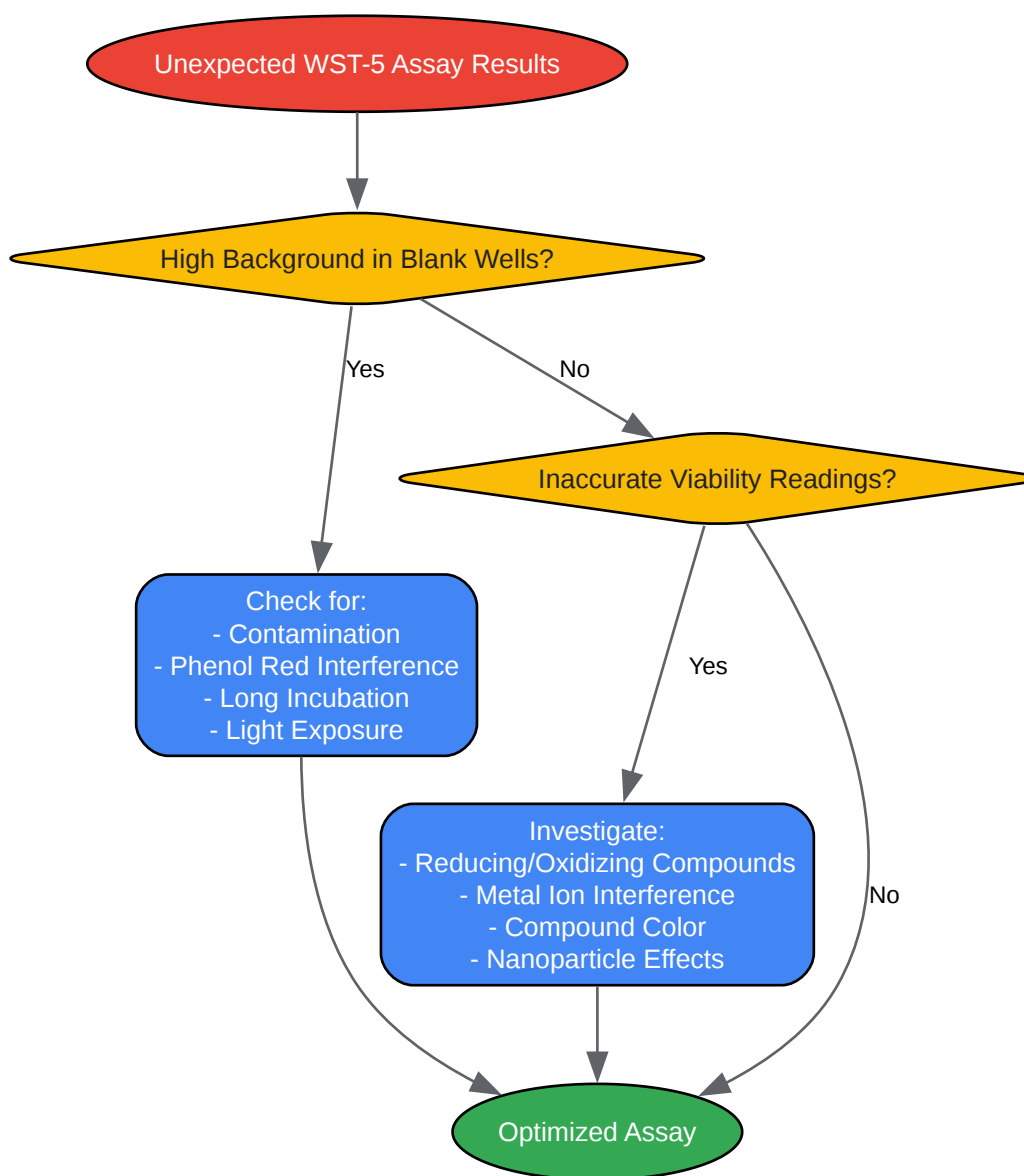 Unexpected WST-5 Assay Results
High Background in Blank Wells?
Yes
No
Inaccurate Viability Readings?
Check for:
- Contamination
- Phenol Red Interference
- Long Incubation
- Light Exposure
Yes
Investigate:
- Reducing/Oxidizing Compounds
- Metal Ion Interference
- Compound Color
- Nanoparticle Effects
No
Optimized Assay